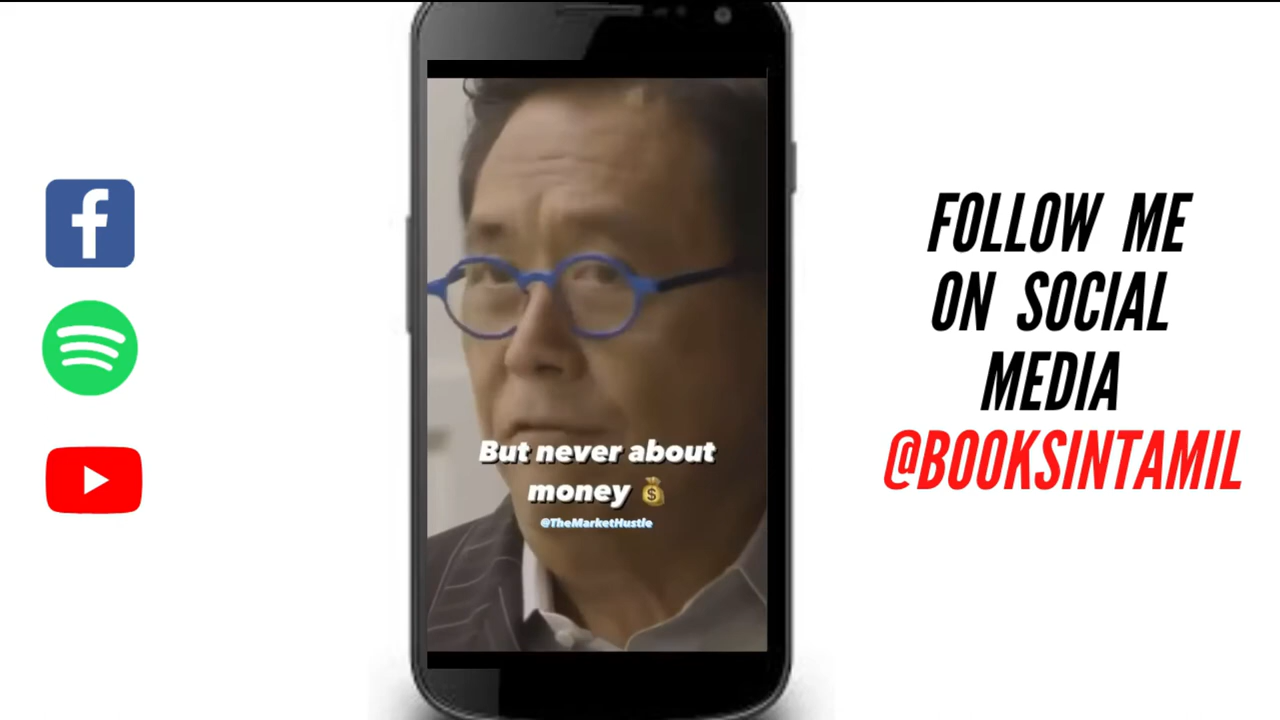 But never about
money
@TheMarketHustle
FOLLOW ME
ON SOCIAL
MEDIA
@BOOKSINTAMIL